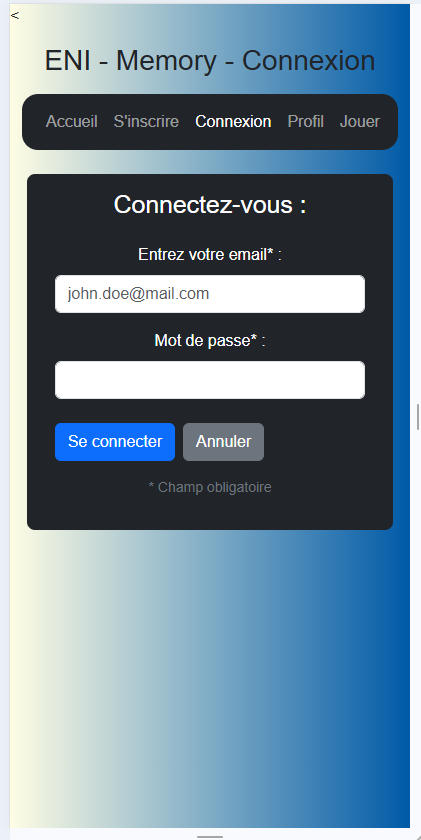 <
ENI - Memory - Connexion
Accueil S'inscrire Connexion Profil Jouer
Connectez-vous :
Entrez votre email* :
john.doe@mail.com
Mot de passe* :
Se connecter Annuler
* Champ obligatoire